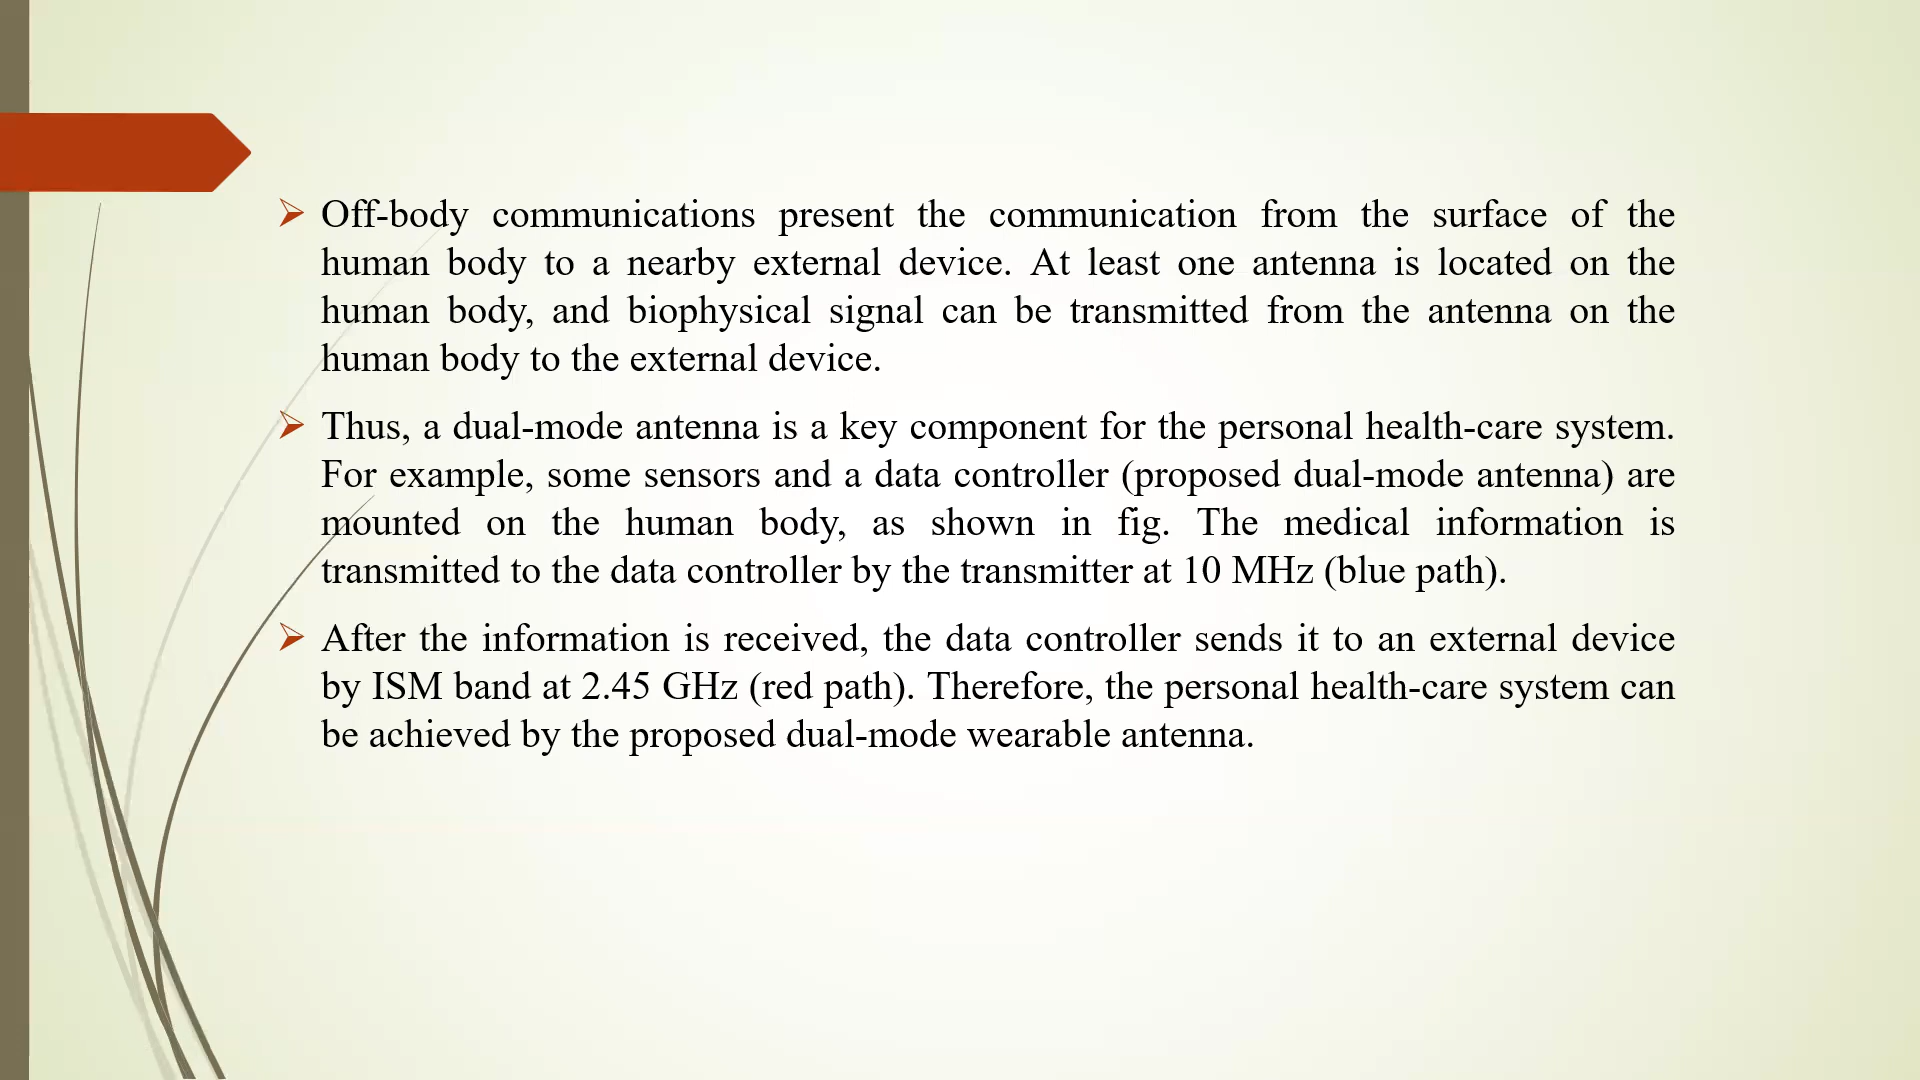 Off-body communications present the communication from the surface of the
human body to a nearby external device. At least one antenna is located on the
human body, and biophysical signal can be transmitted from the antenna on the
human body to the external device.
Thus, a dual-mode antenna is a key component for the personal health-care system.
For example, some sensors and a data controller (proposed dual-mode antenna) are
mounted on the human body, as shown in fig. The medical information is
transmitted to the data controller by the transmitter at 10 MHz (blue path).
After the information is received, the data controller sends it to an external device
by ISM band at 2.45 GHz (red path). Therefore, the personal health-care system can
be achieved by the proposed dual-mode wearable antenna.